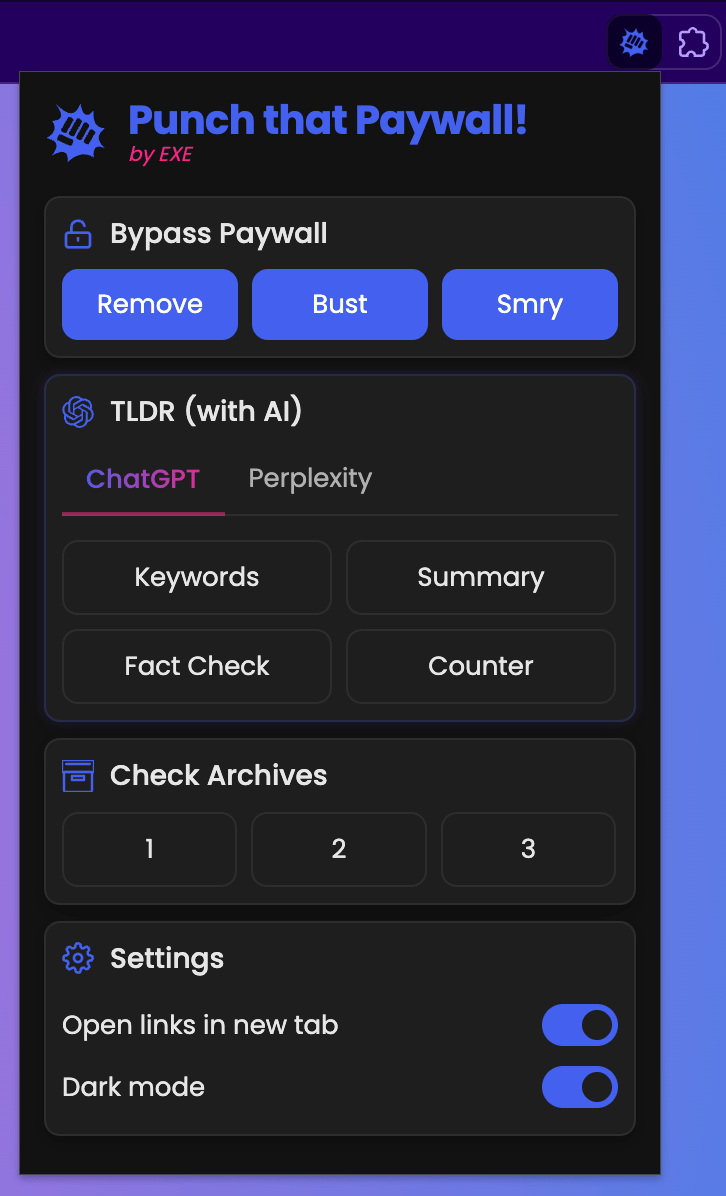 Punch that Paywall!
by EXE
Bypass Paywall
Remove Bust Smry
TLDR (with AI)
ChatGPT Perplexity
Keywords Summary
Fact Check Counter
Check Archives
1 2 3
Settings
Open links in new tab
Dark mode